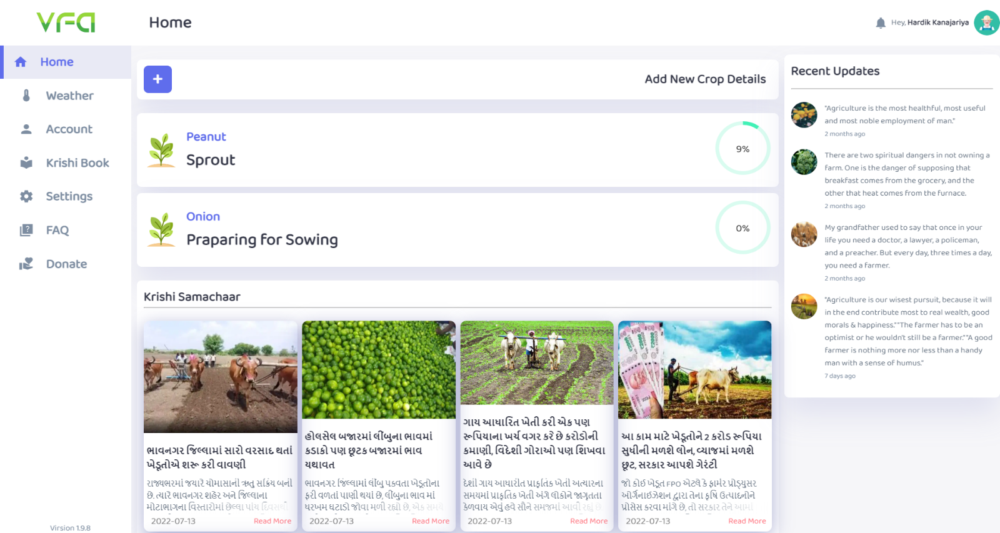 vra
Home
Hey, Hardik Kanajariya
Home
Weather
Account
Krishi Book
Settings
FAQ
Donate
Virsion 1.9.8
+
Add New Crop Details
Peanut
Sprout
9%
Onion
Praparing for Sowing
0%
Krishi Samachaar
ભાવનગર જિલ્લામાં સારો વરસાદ થતાં
ખેડૂતોએ શરૂ કરી વાવણી
રાજ્યભરમાં જયારે ચોમાસાની ઋતુ સક્રિય બની
છે. ત્યારે ભાવનગર શહેર અને જિલ્લાના
મોટાભાગના વિસ્તારોમાં છેલ્લા પાંચ દિવસથી
2022-07-13
Read More
હોલસેલ બજારમાં લીંબુના ભાવમાં
કડાકો પણ છૂટક બજારમાં ભાવ
યથાવત
ભાવનગર જિલ્લામાં લીંબુ પકવતા ખેડૂતોના
ફરી વળતાં પાણી થયાં છે, લીંબુના ભાવ માં
ધરખમ ઘટાડો જોવા મળી રહ્યો છે, એક સમયે
2022-07-13
Read More
ગાય આધારિત ખેતી કરી એક પણ
રૂપિયાના ખર્ચ વગર કરે છે કરોડોની
કમાણી, વિદેશી ગોરાઓ પણ શિખવા
આવે છે
દેશી ગાય આધારીત પ્રાકૃતિક ખેતી અત્યારના
સમયમાં પ્રાકૃતિક ખેતી અંગે લોકોને જાગૃતતા
કેળવાય એવું હવે સૌને સમજમાં આવી રહ્યું છે.
2022-07-13
Read More
આ કામ માટે ખેડૂતોને 2 કરોડ રૂપિયા
સુધીની મળશે લોન, વ્યાજમાં મળશે
છૂટ, સરકાર આપશે ગેરંટી
જો કોઈ ખેડૂત FPO એટલે કે ફાર્મર પ્રોડ્યુસર
ઓર્ગેનાઈઝેશન દ્વારા તેના કૃષિ ઉત્પાદનોને
પ્રોસેસ કરવા માંગે છે, તો સરકાર તેને આમાં
2022-07-13
Read More
Recent Updates
"Agriculture is the most healthful, most useful
and most noble employment of man."
2 months ago
There are two spiritual dangers in not owning a
farm. One is the danger of supposing that
breakfast comes from the grocery, and the
other that heat comes from the furnace.
2 months ago
My grandfather used to say that once in your
life you need a doctor, a lawyer, a policeman,
and a preacher. But every day, three times a day,
you need a farmer.
2 months ago
"Agriculture is our wisest pursuit, because it will
in the end contribute most to real wealth, good
morals & happiness.""The farmer has to be an
optimist or he wouldn't still be a farmer.""A good
farmer is nothing more nor less than a handy
man with a sense of humus."
7 days ago